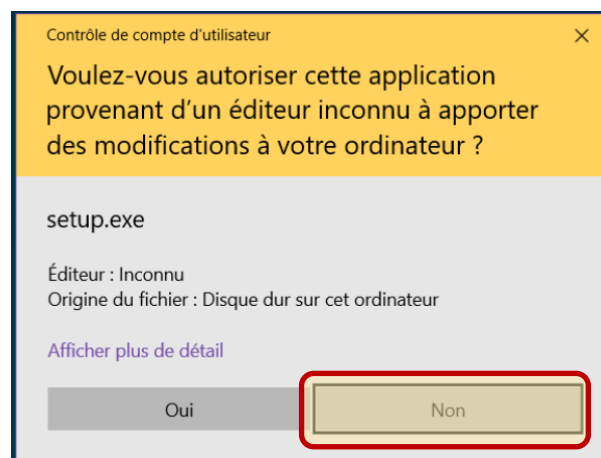 Contrôle de compte d'utilisateur
Voulez-vous autoriser cette application
provenant d’un éditeur inconnu à apporter
des modifications à votre ordinateur ?
setup.exe
Éditeur : Inconnu
Origine du fichier : Disque dur sur cet ordinateur
Afficher plus de détail
Oui
Non